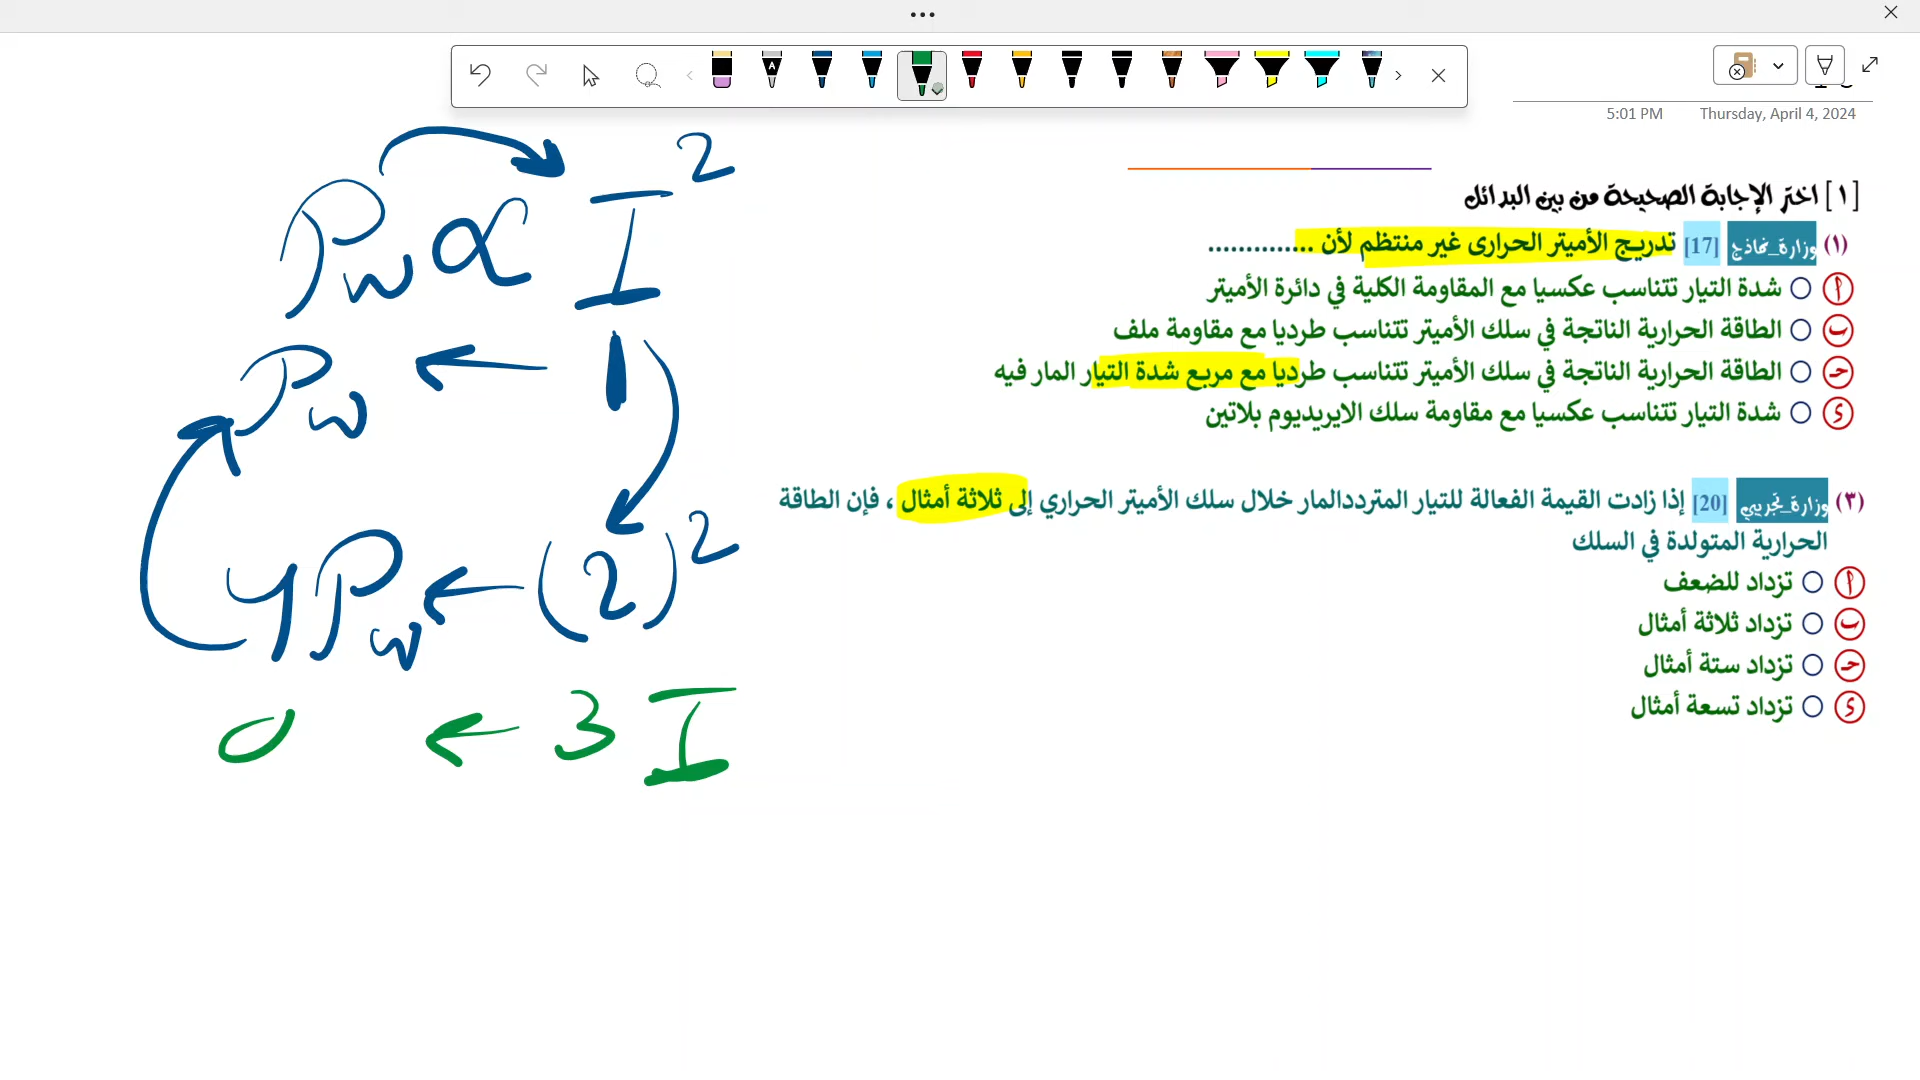 5:01 PM Thursday, April 4, 2024
[١] اختر الإجابة الصحيحة من بين البدائل
(١) وزارة_نماذج [17] تدريج الأميتر الحرارى غير منتظم لأن ..............
أ شدة التيار تتناسب عكسيا مع المقاومة الكلية في دائرة الأميتر
ب الطاقة الحرارية الناتجة في سلك الأميتر تتناسب طرديا مع مقاومة ملف
حـ الطاقة الحرارية الناتجة في سلك الأميتر تتناسب طرديا مع مربع شدة التيار المار فيه
د شدة التيار تتناسب عكسيا مع مقاومة سلك الايريديوم بلاتين
(٣) وزارة_تجريبي [20] إذا زادت القيمة الفعالة للتيار المترددالمار خلال سلك الأميتر الحراري إلى ثلاثة أمثال ، فإن الطاقة
الحرارية المتولدة في السلك
أ تزداد للضعف
ب تزداد ثلاثة أمثال
حـ تزداد ستة أمثال
د تزداد تسعة أمثال
Pw ∝ I²
Pw ← 1
4Pw ← (2)²
← 3 I